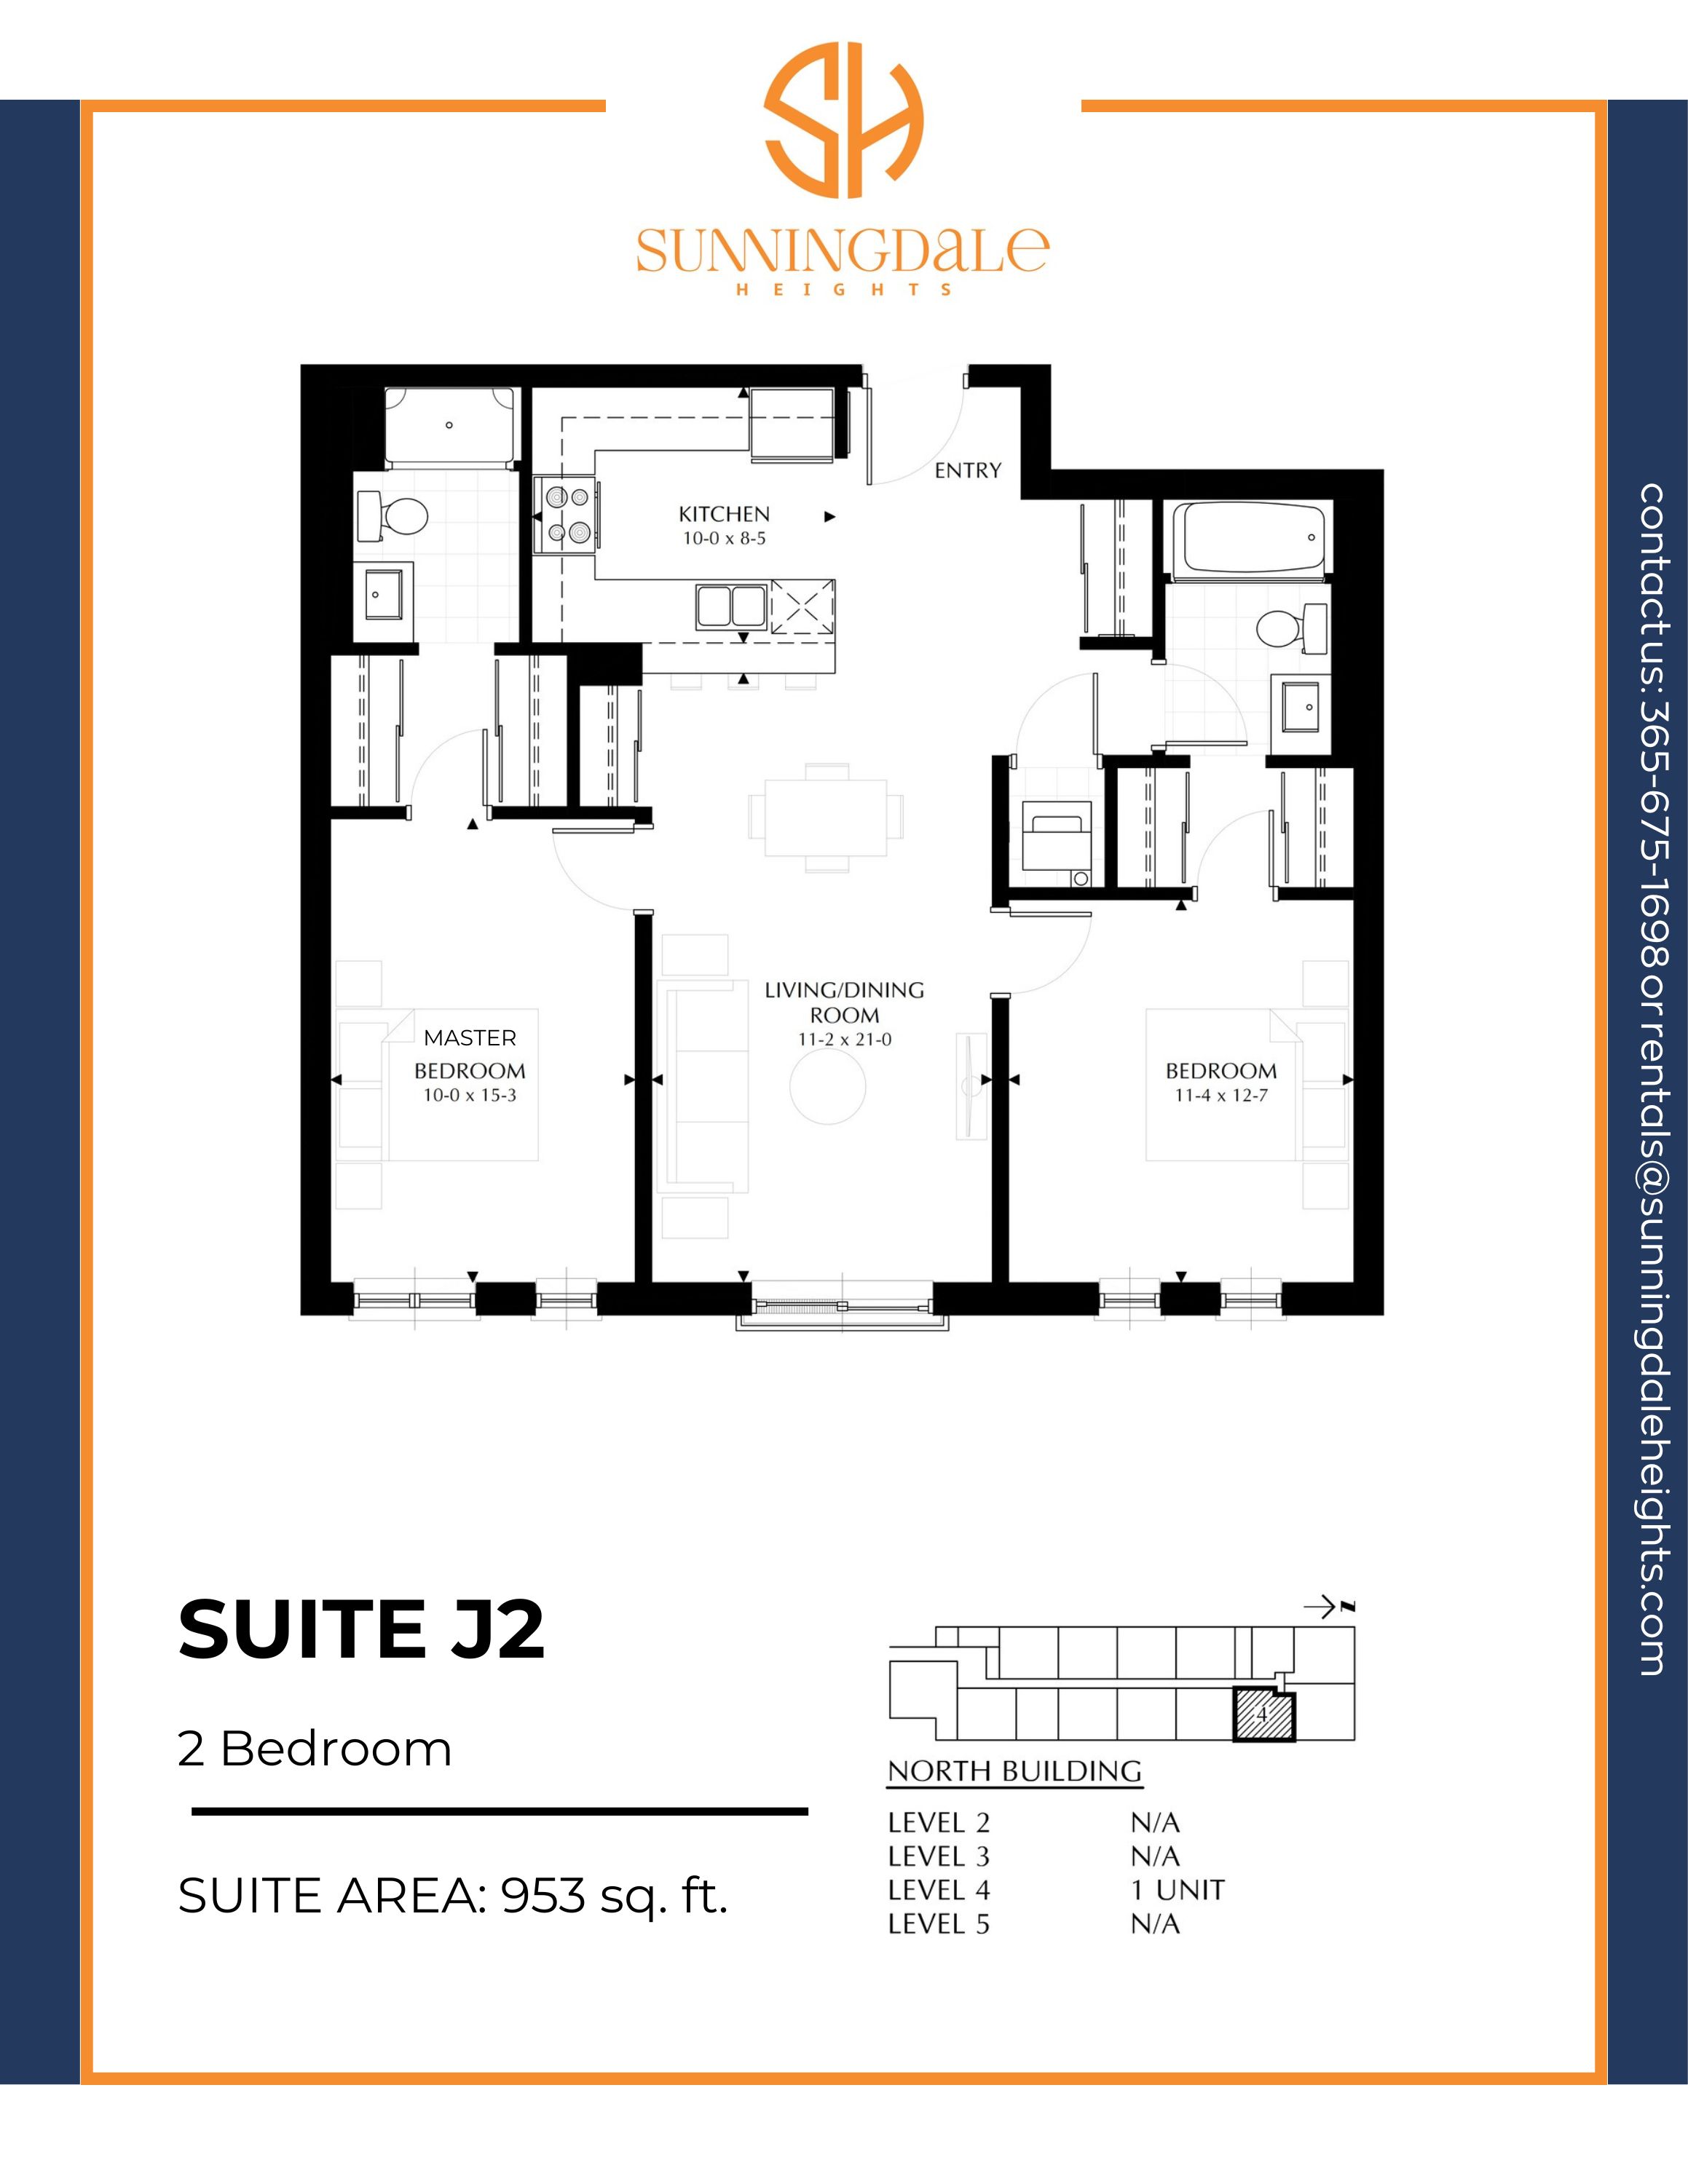 SUNNINGDALE
HEIGHTS
ENTRY
KITCHEN
10-0 x 8-5
LIVING/DINING
ROOM
11-2 x 21-0
MASTER
BEDROOM
10-0 x 15-3
BEDROOM
11-4 x 12-7
contact us: 365-675-1698 or rentals@sunningdaleheights.com
SUITE J2
2 Bedroom
SUITE AREA: 953 sq. ft.
N
4
NORTH BUILDING
LEVEL 2 N/A
LEVEL 3 N/A
LEVEL 4 1 UNIT
LEVEL 5 N/A